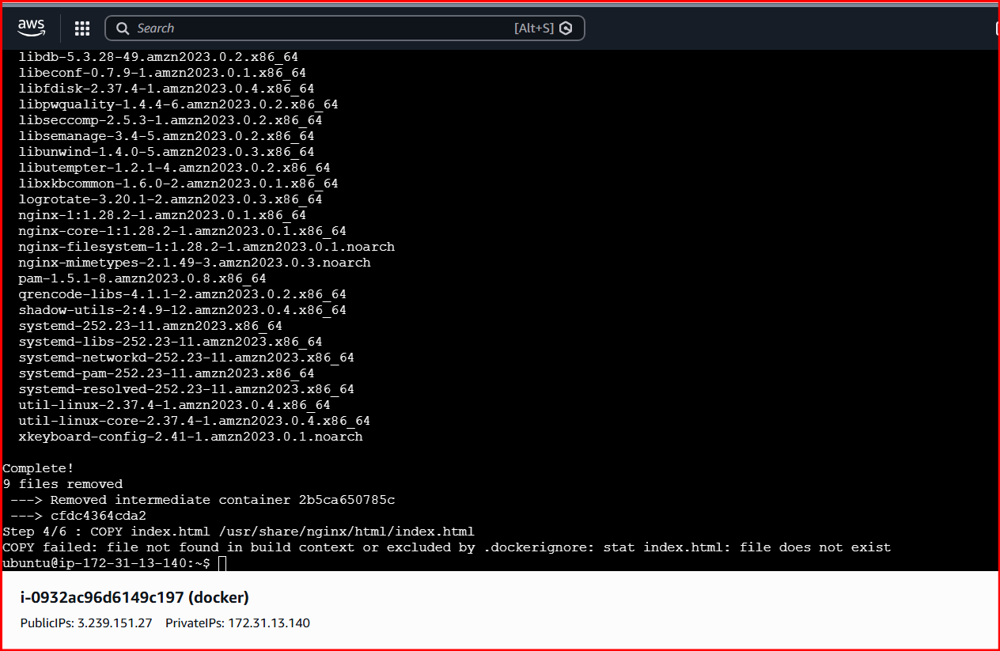 aws
Search [Alt+S]
libdb-5.3.28-49.amzn2023.0.2.x86_64
libeconf-0.7.9-1.amzn2023.0.1.x86_64
libfdisk-2.37.4-1.amzn2023.0.4.x86_64
libpwquality-1.4.4-6.amzn2023.0.2.x86_64
libseccomp-2.5.3-1.amzn2023.0.2.x86_64
libsemanage-3.4-5.amzn2023.0.2.x86_64
libunwind-1.4.0-5.amzn2023.0.3.x86_64
libutempter-1.2.1-4.amzn2023.0.2.x86_64
libxkbcommon-1.6.0-2.amzn2023.0.1.x86_64
logrotate-3.20.1-2.amzn2023.0.3.x86_64
nginx-1:1.28.2-1.amzn2023.0.1.x86_64
nginx-core-1:1.28.2-1.amzn2023.0.1.x86_64
nginx-filesystem-1:1.28.2-1.amzn2023.0.1.noarch
nginx-mimetypes-2.1.49-3.amzn2023.0.3.noarch
pam-1.5.1-8.amzn2023.0.8.x86_64
qrencode-libs-4.1.1-2.amzn2023.0.2.x86_64
shadow-utils-2:4.9-12.amzn2023.0.4.x86_64
systemd-252.23-11.amzn2023.x86_64
systemd-libs-252.23-11.amzn2023.x86_64
systemd-networkd-252.23-11.amzn2023.x86_64
systemd-pam-252.23-11.amzn2023.x86_64
systemd-resolved-252.23-11.amzn2023.x86_64
util-linux-2.37.4-1.amzn2023.0.4.x86_64
util-linux-core-2.37.4-1.amzn2023.0.4.x86_64
xkeyboard-config-2.41-1.amzn2023.0.1.noarch
Complete!
9 files removed
---> Removed intermediate container 2b5ca650785c
---> cfdc4364cda2
Step 4/6 : COPY index.html /usr/share/nginx/html/index.html
COPY failed: file not found in build context or excluded by .dockerignore: stat index.html: file does not exist
ubuntu@ip-172-31-13-140:~$
i-0932ac96d6149c197 (docker)
PublicIPs: 3.239.151.27 PrivateIPs: 172.31.13.140